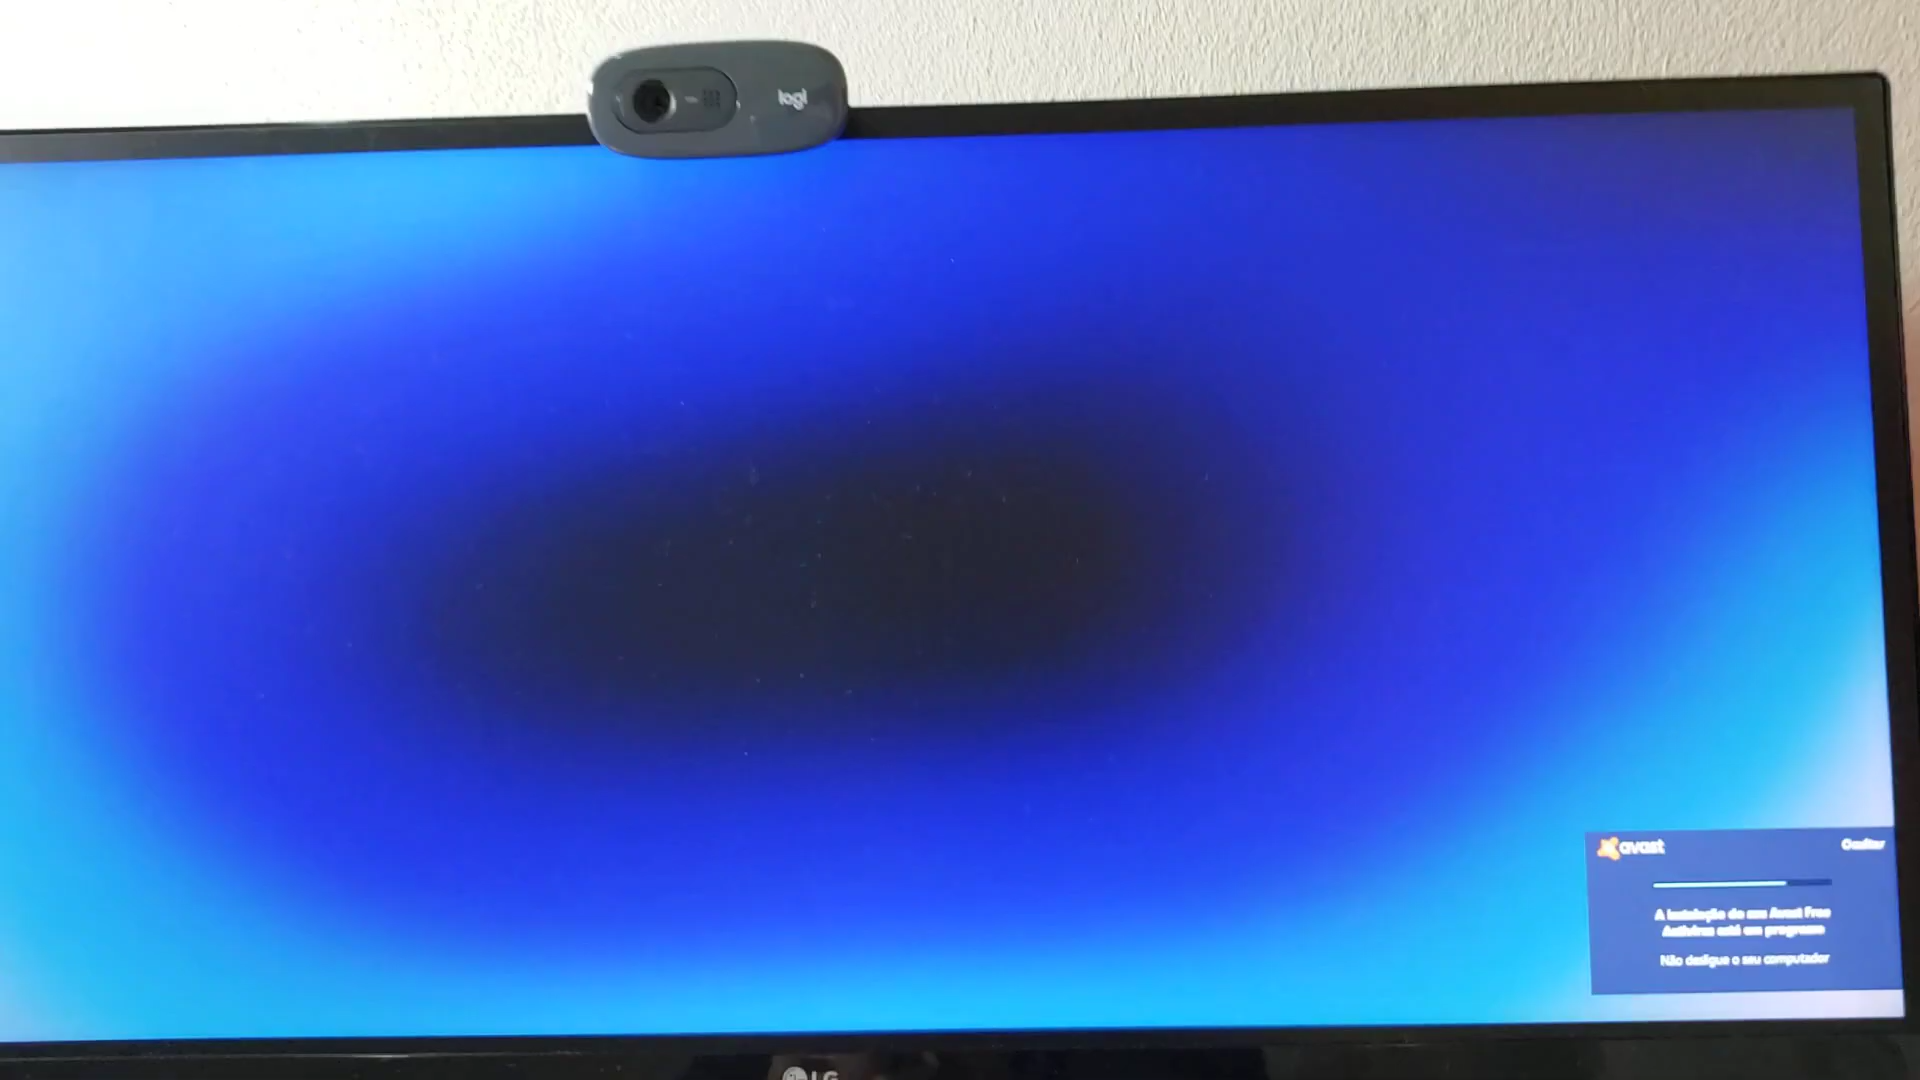 logi
avast
Ocultar
A instalação do seu Avast Free
Antivirus está em progresso
Não desligue o seu computador
LG